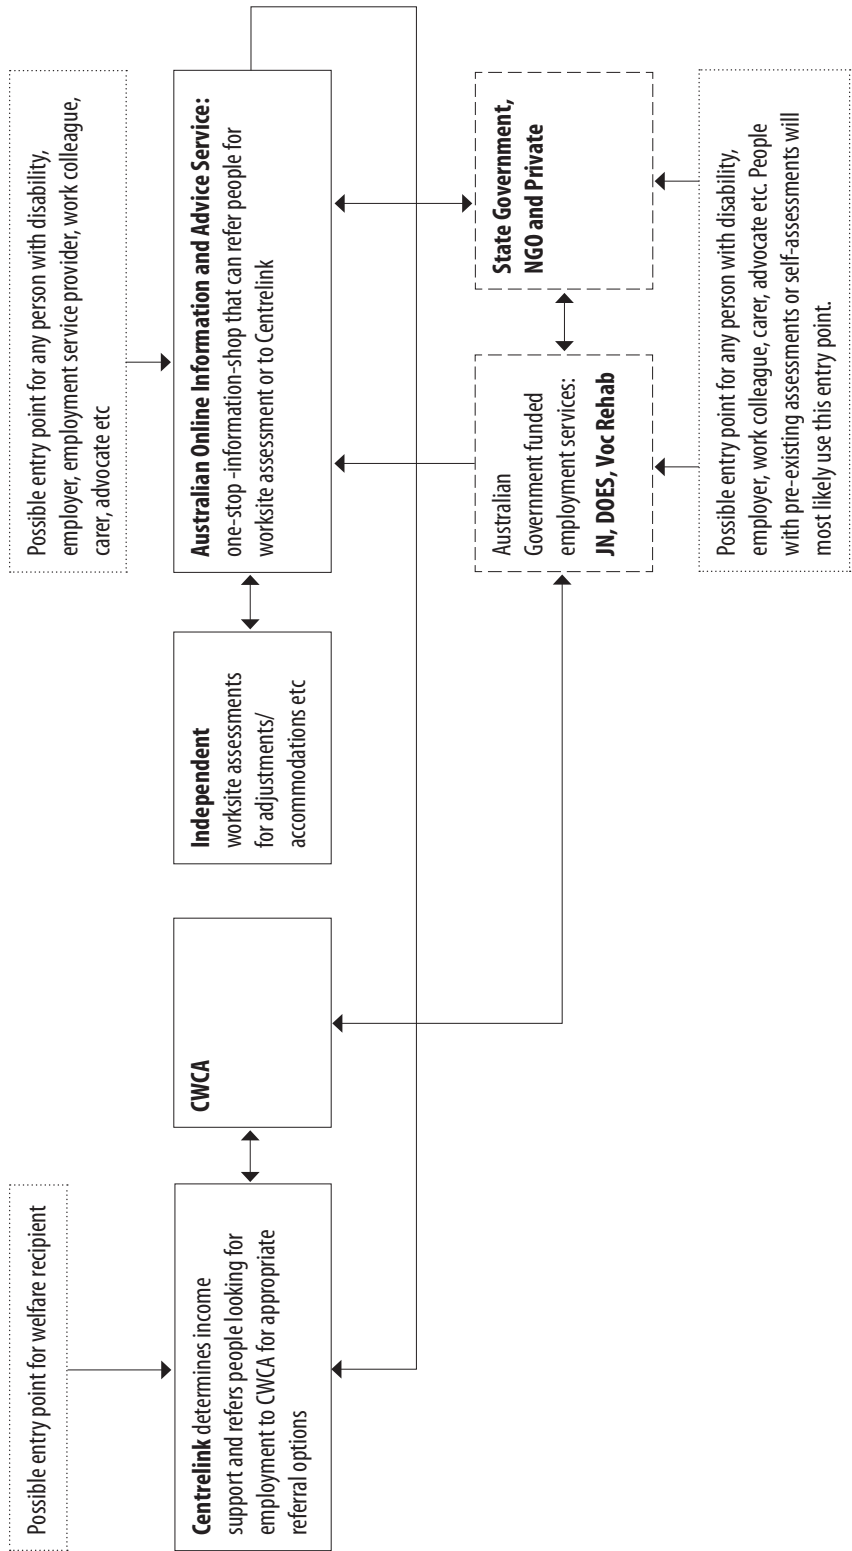 Possible entry point for welfare recipient
Possible entry point for any person with disability,
employer, employment service provider, work colleague,
carer, advocate etc
Centrelink determines income
support and refers people looking for
employment to CWCA for appropriate
referral options
CWCA
Independent
worksite assessments
for adjustments/
accommodations etc
Australian Online Information and Advice Service:
one-stop -information-shop that can refer people for
worksite assessment or to Centrelink
Australian
Government funded
employment services:
JN, DOES, Voc Rehab
State Government,
NGO and Private
Possible entry point for any person with disability,
employer, work colleague, carer, advocate etc. People
with pre-existing assessments or self-assessments will
most likely use this entry point.